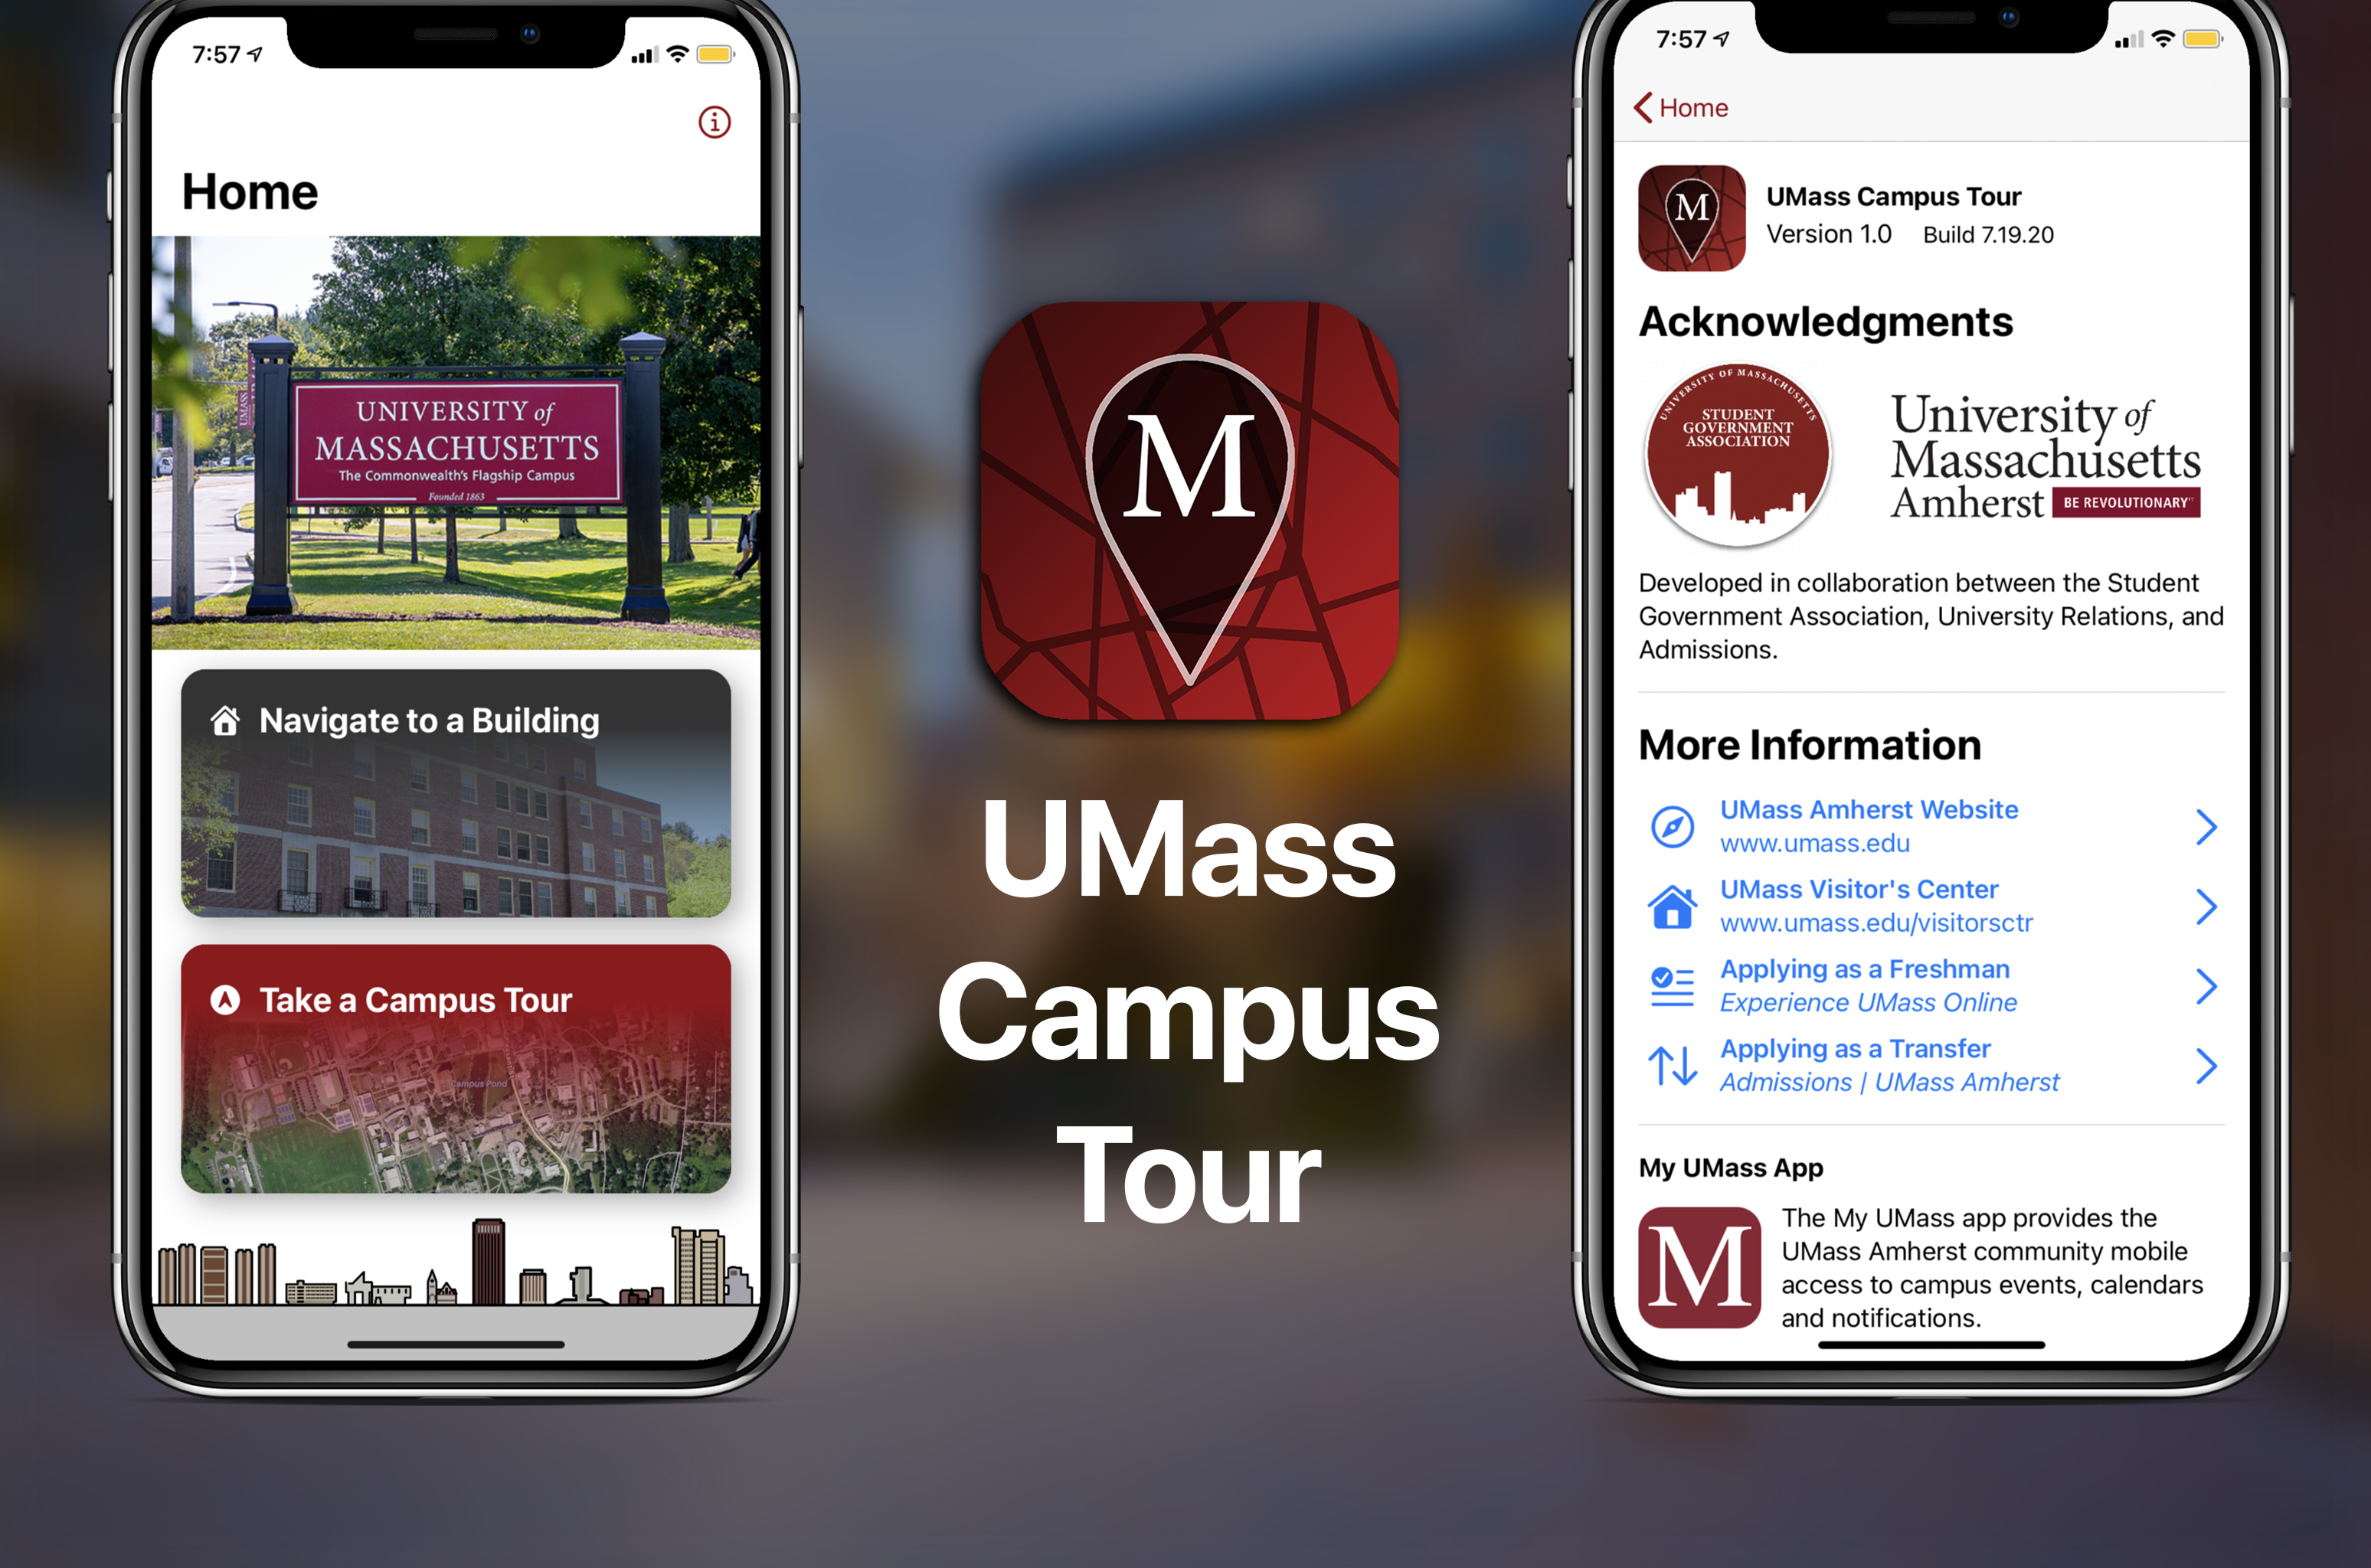 7:57
Home
UMASS
UNIVERSITY of
MASSACHUSETTS
The Commonwealth's Flagship Campus
Founded 1863
Navigate to a Building
Take a Campus Tour
Campus Pond
M
UMass
Campus
Tour
7:57
Home
M
UMass Campus Tour
Version 1.0 Build 7.19.20
Acknowledgments
UNIVERSITY OF MASSACHUSETTS
STUDENT
GOVERNMENT
ASSOCIATION
University of
Massachusetts
Amherst BE REVOLUTIONARY
Developed in collaboration between the Student
Government Association, University Relations, and
Admissions.
More Information
UMass Amherst Website
www.umass.edu
UMass Visitor's Center
www.umass.edu/visitorsctr
Applying as a Freshman
Experience UMass Online
Applying as a Transfer
Admissions | UMass Amherst
My UMass App
M
The My UMass app provides the
UMass Amherst community mobile
access to campus events, calendars
and notifications.